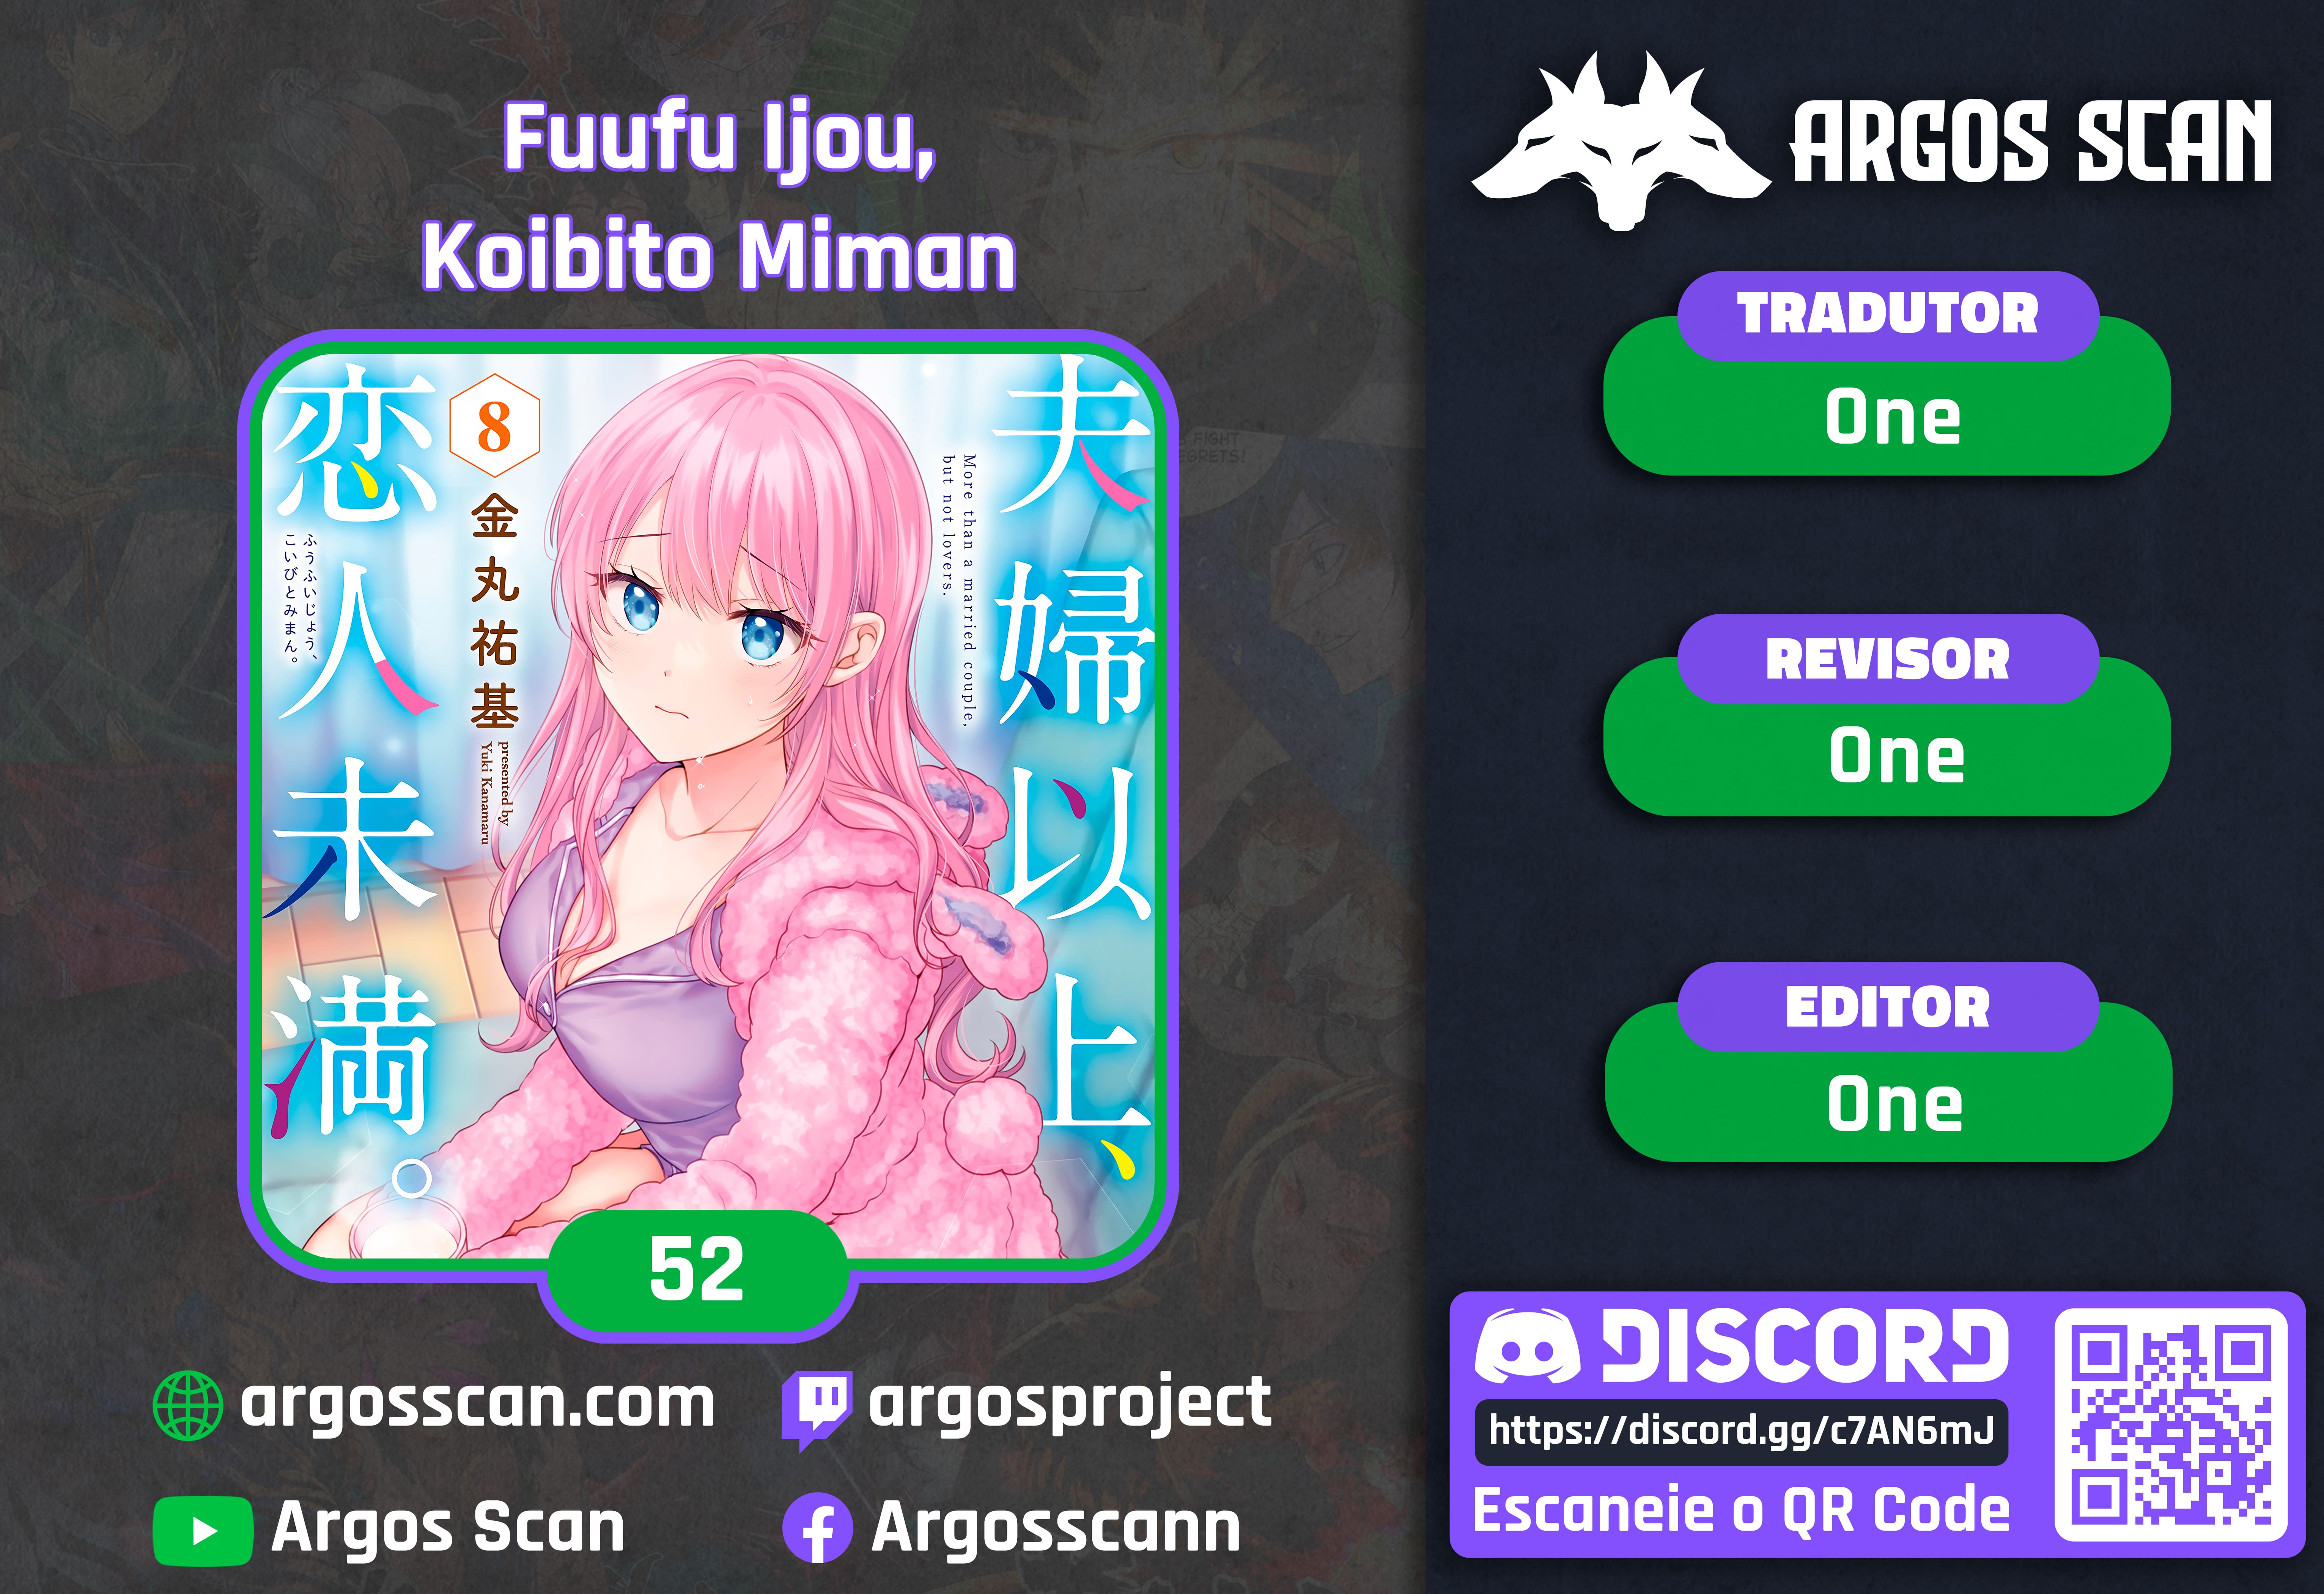 Fuufu Ijou,
Koibito Miman
夫婦以上、
More than a married couple,
but not lovers.
8
金丸祐基
presented by
Yuki Kanamaru
恋人未満。
ふうふいじょう、
こいびとみまん。
52
argosscan.com
argosproject
Argos Scan
Argosscann
ARGOS SCAN
TRADUTOR
One
REVISOR
One
EDITOR
One
DISCORD
https://discord.gg/c7AN6mJ
Escaneie o QR Code